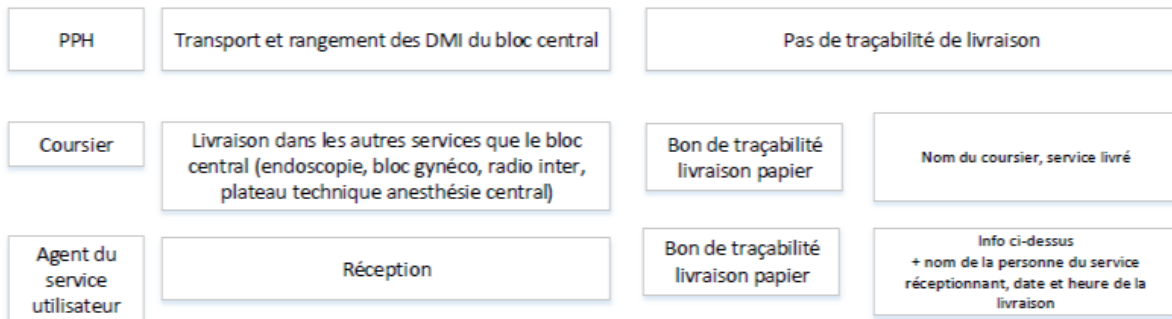 PPH
Transport et rangement des DMI du bloc central
Pas de traçabilité de livraison
Coursier
Livraison dans les autres services que le bloc
central (endoscopie, bloc gynéco, radio inter,
plateau technique anesthésie central)
Bon de traçabilité
livraison papier
Nom du coursier, service livré
Agent du
service
utilisateur
Réception
Bon de traçabilité
livraison papier
Info ci-dessus
+ nom de la personne du service
réceptionnant, date et heure de la
livraison